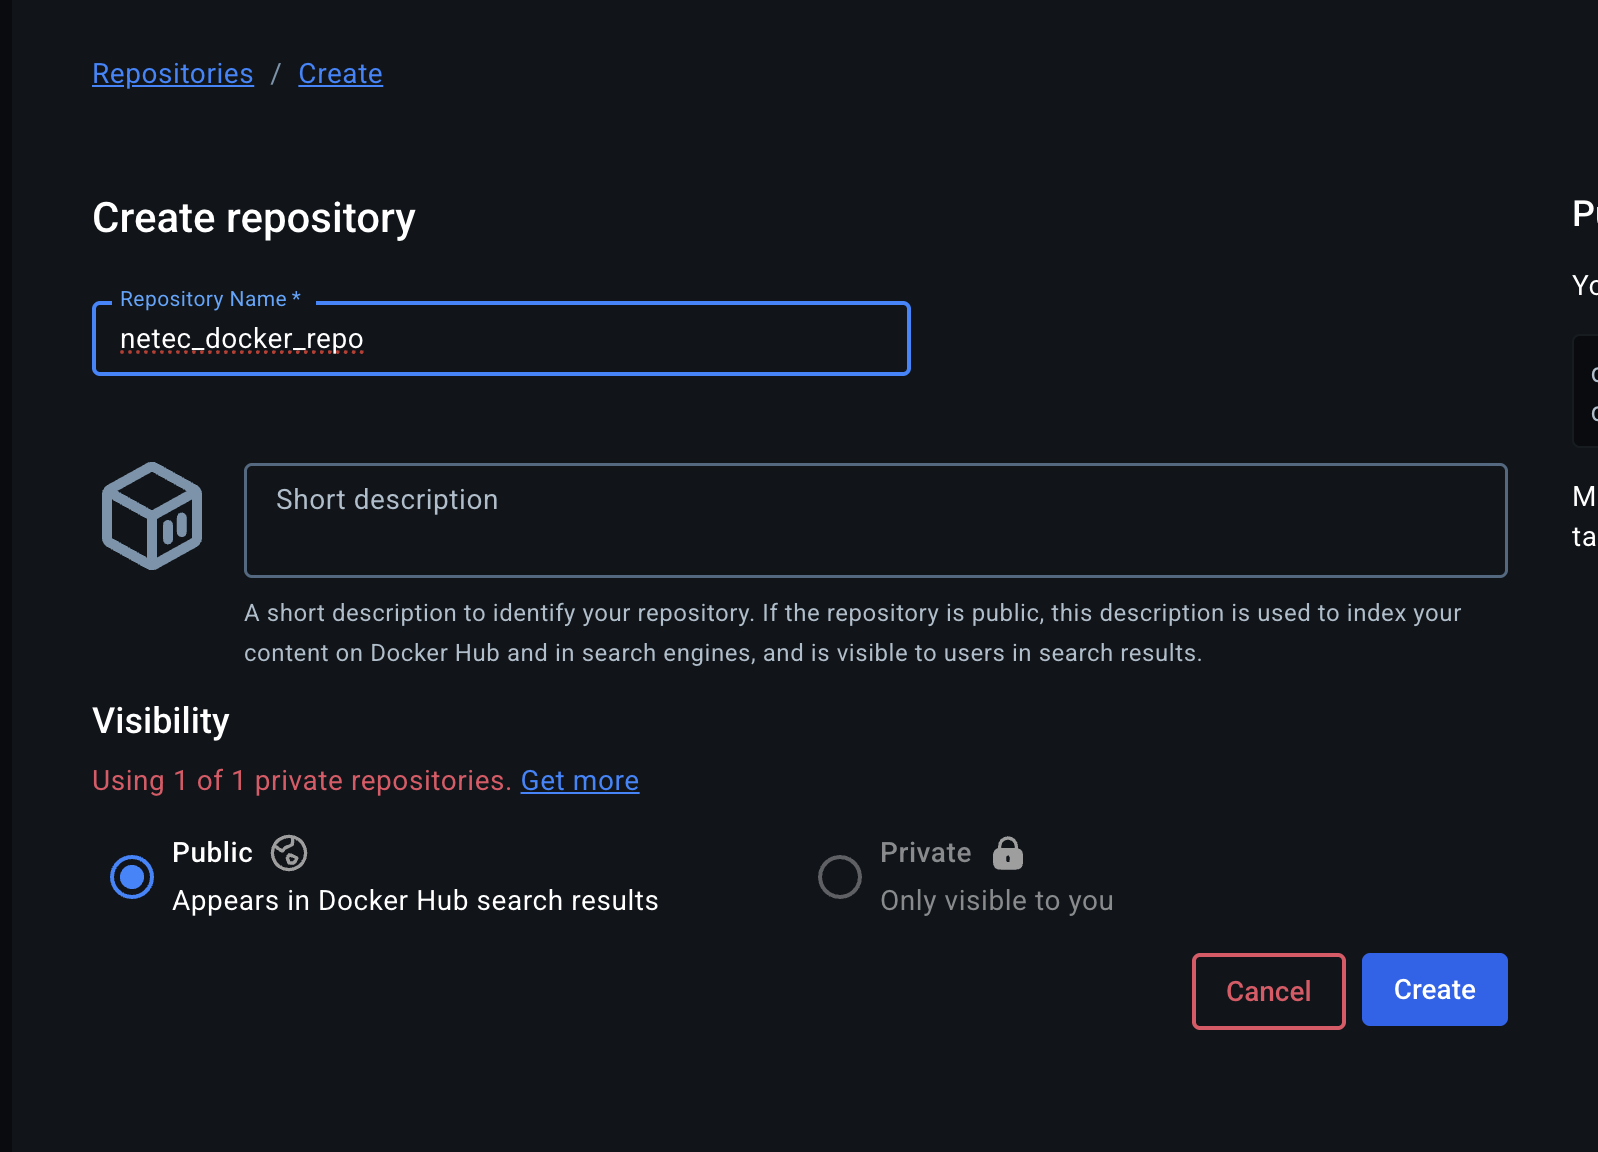 Repositories / Create
Create repository
Repository Name *
netec_docker_repo
Short description
A short description to identify your repository. If the repository is public, this description is used to index your
content on Docker Hub and in search engines, and is visible to users in search results.
Visibility
Using 1 of 1 private repositories. Get more
Public
Appears in Docker Hub search results
Private
Only visible to you
Cancel
Create